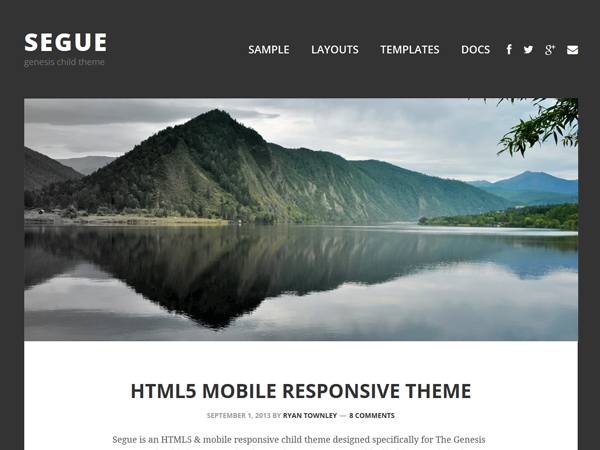 SEGUE
genesis child theme
SAMPLE LAYOUTS TEMPLATES DOCS
HTML5 MOBILE RESPONSIVE THEME
SEPTEMBER 1, 2013 BY RYAN TOWNLEY — 8 COMMENTS
Segue is an HTML5 & mobile responsive child theme designed specifically for The Genesis